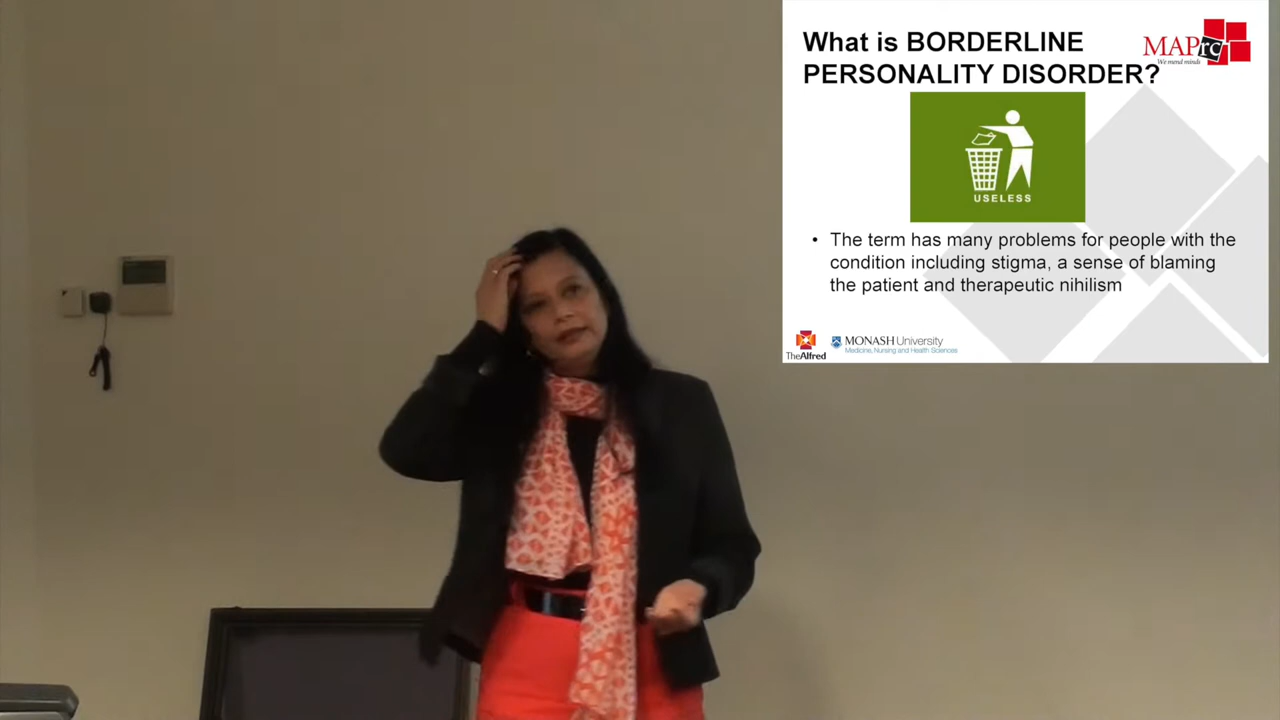 What is BORDERLINE
PERSONALITY DISORDER?
MAPrc
We mend minds
USELESS
• The term has many problems for people with the
condition including stigma, a sense of blaming
the patient and therapeutic nihilism
TheAlfred
MONASH University
Medicine, Nursing and Health Sciences